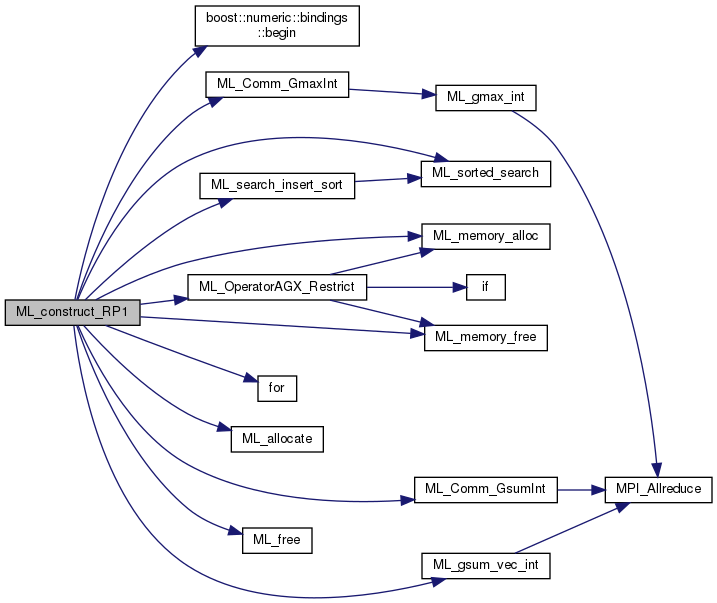 boost::numeric::bindings
::begin
ML_Comm_GmaxInt
ML_gmax_int
ML_sorted_search
ML_search_insert_sort
ML_memory_alloc
ML_OperatorAGX_Restrict
if
ML_construct_RP1
ML_memory_free
for
ML_allocate
ML_Comm_GsumInt
MPI_Allreduce
ML_free
ML_gsum_vec_int